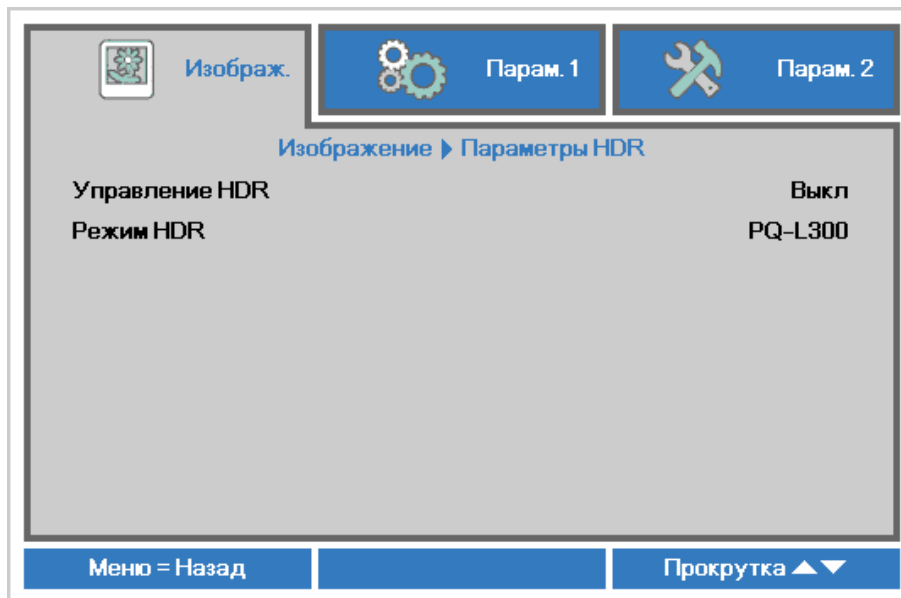 Изображ.
Парам. 1
Парам. 2
Изображение ▶ Параметры HDR
Управление HDR Выкл
Режим HDR PQ-L300
Меню = Назад
Прокрутка ▲▼